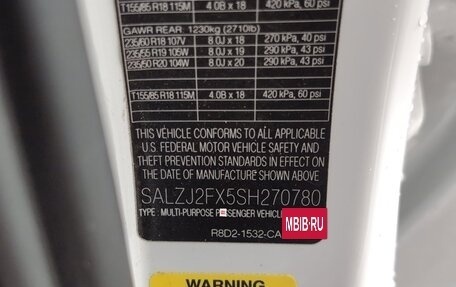 T155/85 R18 115M 4.0B x 18 420 kPa, 60 psi
GAWR REAR 1230kg (2710lb)
235/60 R18 107V 8.0J x 18 270 kPa, 40 psi
235/55 R19 105W 8.0J x 19 290 kPa, 43 psi
235/50 R20 104W 8.0J x 20 290 kPa, 43 psi
T155/85 R18 115M 4.0B x 18 420 kPa, 60 psi
THIS VEHICLE CONFORMS TO ALL APPLICABLE
U.S. FEDERAL MOTOR VEHICLE SAFETY AND
THEFT PREVENTION STANDARDS IN EFFECT ON
THE DATE OF MANUFACTURE SHOWN ABOVE
SALZJ2FX5SH270780
TYPE : MULTI-PURPOSE PASSENGER VEHICLE
МВІВ.RU
R8D2-1532-CA
WARNING